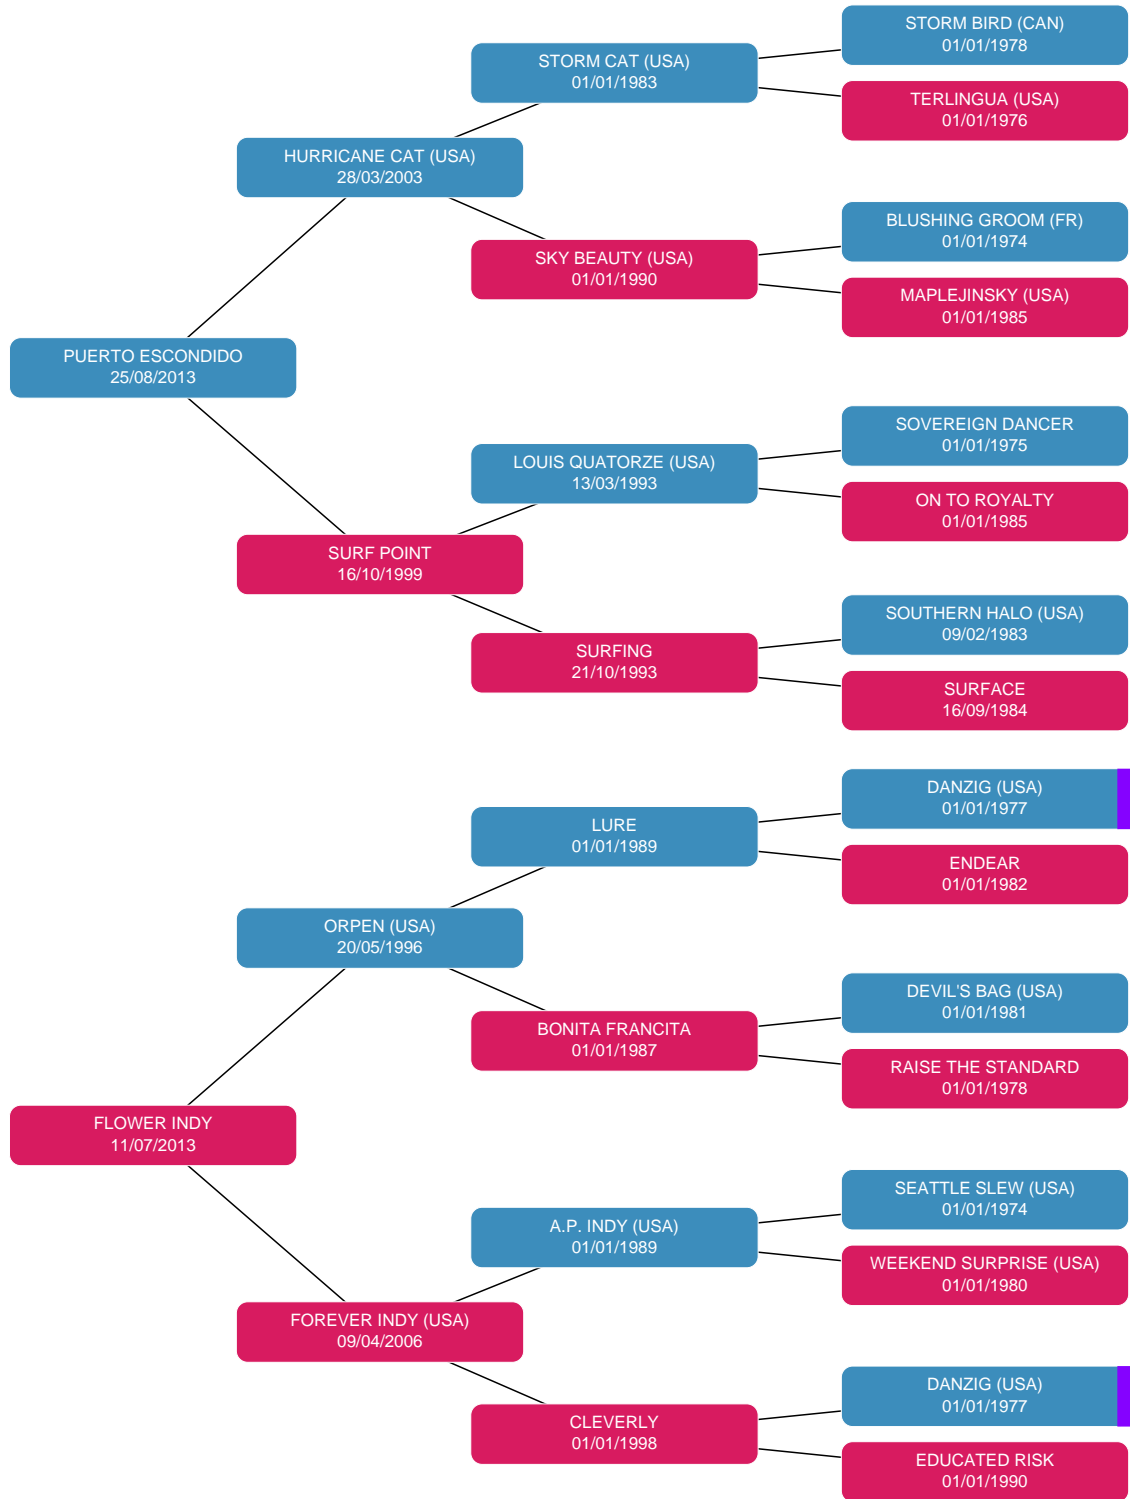 STORM BIRD (CAN)
01/01/1978
STORM CAT (USA)
01/01/1983
TERLINGUA (USA)
01/01/1976
HURRICANE CAT (USA)
28/03/2003
BLUSHING GROOM (FR)
01/01/1974
SKY BEAUTY (USA)
01/01/1990
MAPLEJINSKY (USA)
01/01/1985
PUERTO ESCONDIDO
25/08/2013
SOVEREIGN DANCER
01/01/1975
LOUIS QUATORZE (USA)
13/03/1993
ON TO ROYALTY
01/01/1985
SURF POINT
16/10/1999
SOUTHERN HALO (USA)
09/02/1983
SURFING
21/10/1993
SURFACE
16/09/1984
DANZIG (USA)
01/01/1977
LURE
01/01/1989
ENDEAR
01/01/1982
ORPEN (USA)
20/05/1996
DEVIL'S BAG (USA)
01/01/1981
BONITA FRANCITA
01/01/1987
RAISE THE STANDARD
01/01/1978
FLOWER INDY
11/07/2013
SEATTLE SLEW (USA)
01/01/1974
A.P. INDY (USA)
01/01/1989
WEEKEND SURPRISE (USA)
01/01/1980
FOREVER INDY (USA)
09/04/2006
DANZIG (USA)
01/01/1977
CLEVERLY
01/01/1998
EDUCATED RISK
01/01/1990